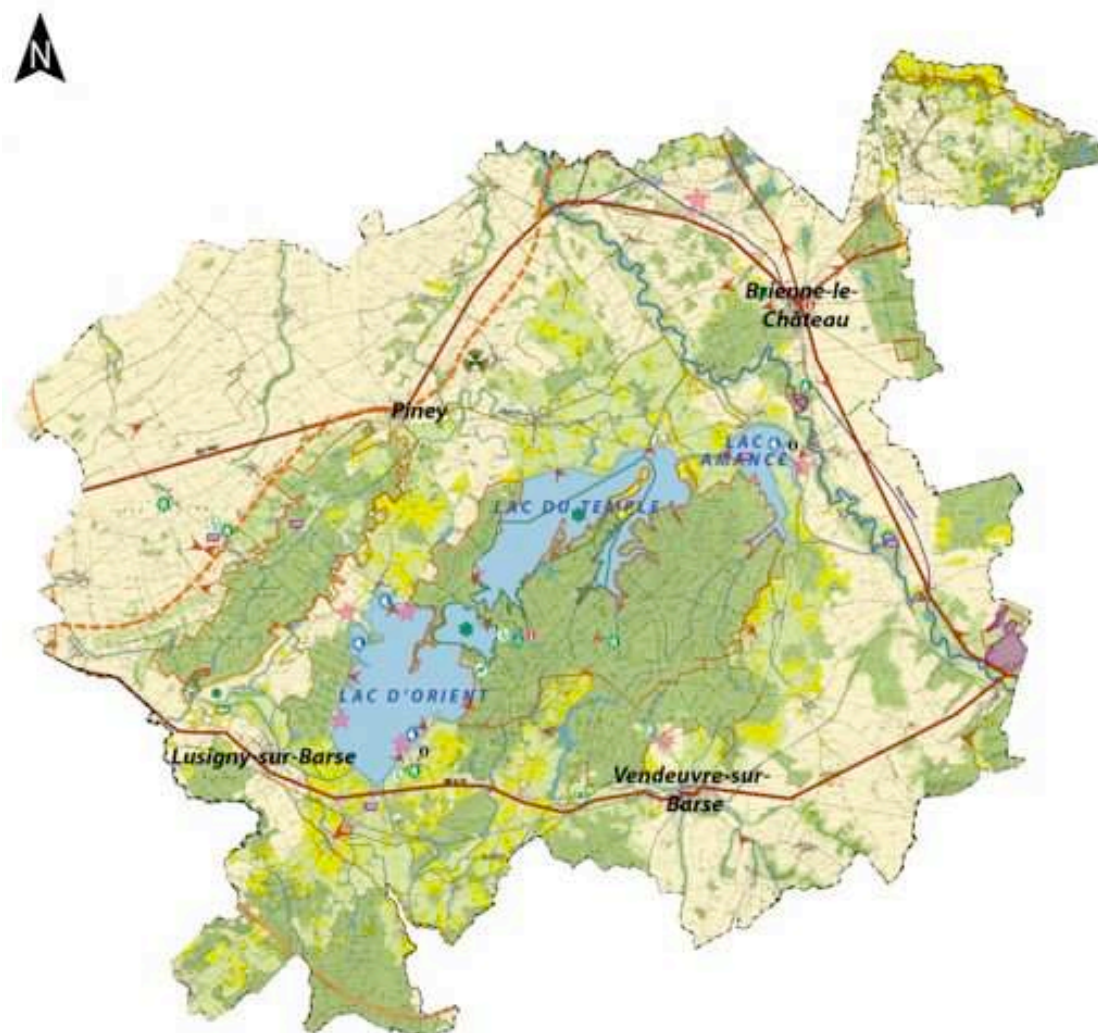 N
Brienne-le-
Château
Piney
LAC
AMANCE
LAC DU TEMPLE
LAC D'ORIENT
Lusigny-sur-Barse
Vendeuvre-sur-
Barse